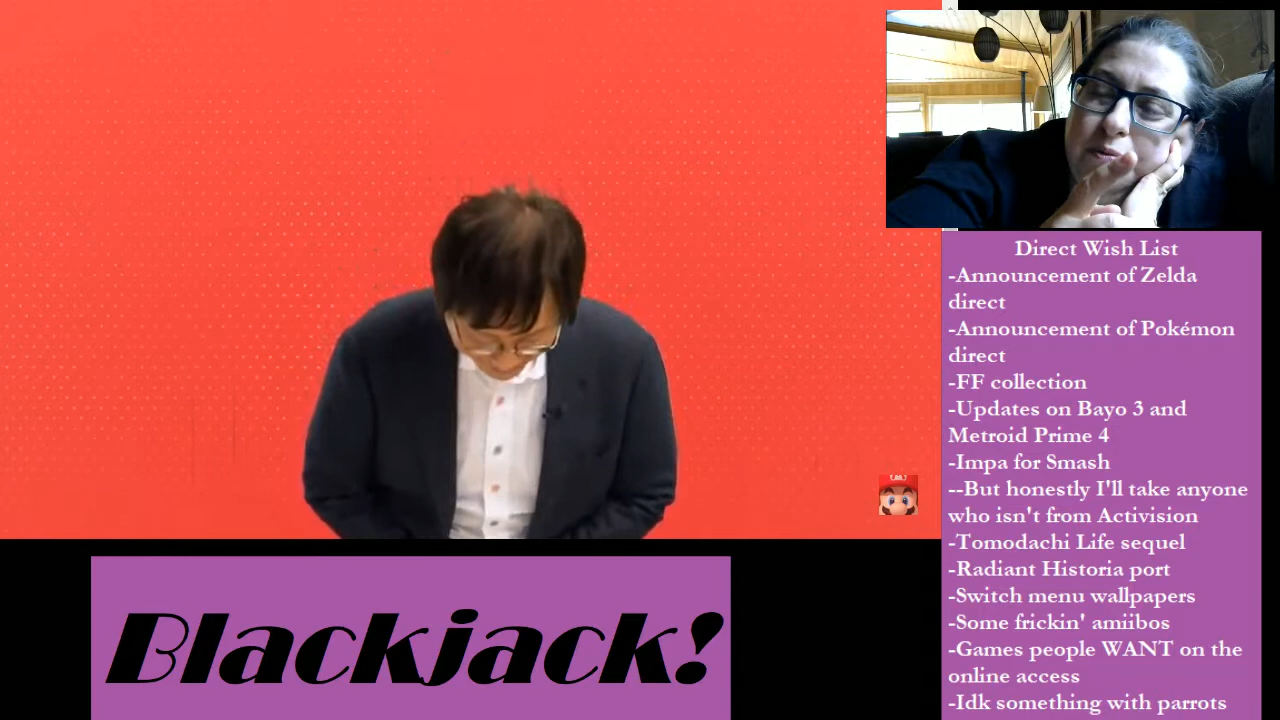 Direct Wish List
-Announcement of Zelda
direct
-Announcement of Pokémon
direct
-FF collection
-Updates on Bayo 3 and
Metroid Prime 4
-Impa for Smash
--But honestly I'll take anyone
who isn't from Activision
-Tomodachi Life sequel
-Radiant Historia port
-Switch menu wallpapers
-Some frickin' amiibos
-Games people WANT on the
online access
-Idk something with parrots
Blackjack!